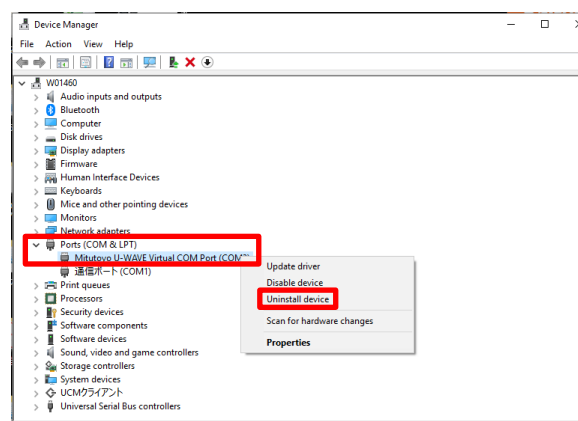 Device Manager
File Action View Help
W01460
Audio inputs and outputs
Bluetooth
Computer
Disk drives
Display adapters
Firmware
Human Interface Devices
Keyboards
Mice and other pointing devices
Monitors
Network adapters
Ports (COM & LPT)
Mitutoyo U-WAVE Virtual COM Port
通信ポート (COM1)
Print queues
Processors
Security devices
Software components
Software devices
Sound, video and game controllers
Storage controllers
System devices
UCMクライアント
Universal Serial Bus controllers
Update driver
Disable device
Uninstall device
Scan for hardware changes
Properties